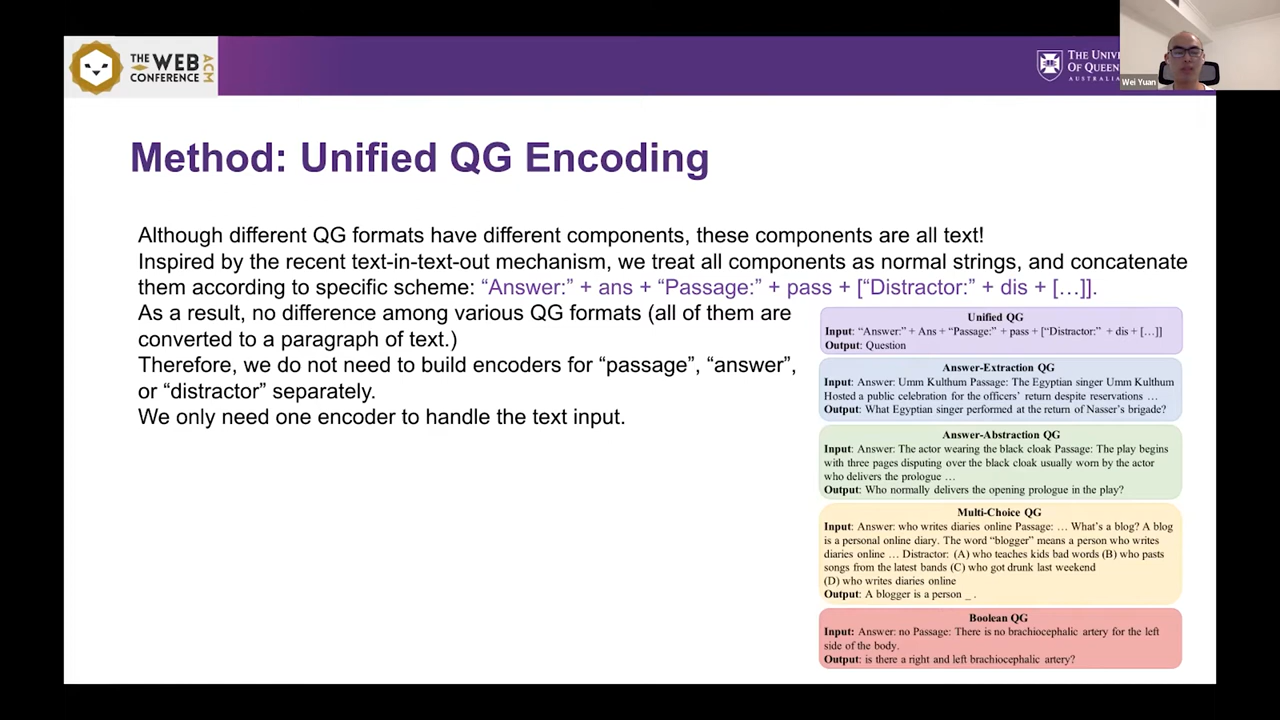 THE WEB
CONFERENCE
ACM
THE
OF
AUSTRALIA
Wei Yuan
Method: Unified QG Encoding
Although different QG formats have different components, these components are all text!
Inspired by the recent text-in-text-out mechanism, we treat all components as normal strings, and concatenate
them according to specific scheme: “Answer:” + ans + “Passage:” + pass + [“Distractor:” + dis + […]].
As a result, no difference among various QG formats (all of them are
converted to a paragraph of text.)
Therefore, we do not need to build encoders for “passage”, “answer”,
or “distractor” separately.
We only need one encoder to handle the text input.
Unified QG
Input: “Answer:” + Ans + “Passage:” + pass + [“Distractor:” + dis + […]]
Output: Question
Answer-Extraction QG
Input: Answer: Umm Kulthum Passage: The Egyptian singer Umm Kulthum
Hosted a public celebration for the officers’ return despite reservations …
Output: What Egyptian singer performed at the return of Nasser’s brigade?
Answer-Abstraction QG
Input: Answer: The actor wearing the black cloak Passage: The play begins
with three pages disputing over the black cloak usually worn by the actor
who delivers the prologue …
Output: Who normally delivers the opening prologue in the play?
Multi-Choice QG
Input: Answer: who writes diaries online Passage: … What’s a blog? A blog
is a personal online diary. The word “blogger” means a person who writes
diaries online … Distractor: (A) who teaches kids bad words (B) who pasts
songs from the latest bands (C) who got drunk last weekend
(D) who writes diaries online
Output: A blogger is a person _ .
Boolean QG
Input: Answer: no Passage: There is no brachiocephalic artery for the left
side of the body.
Output: is there a right and left brachiocephalic artery?